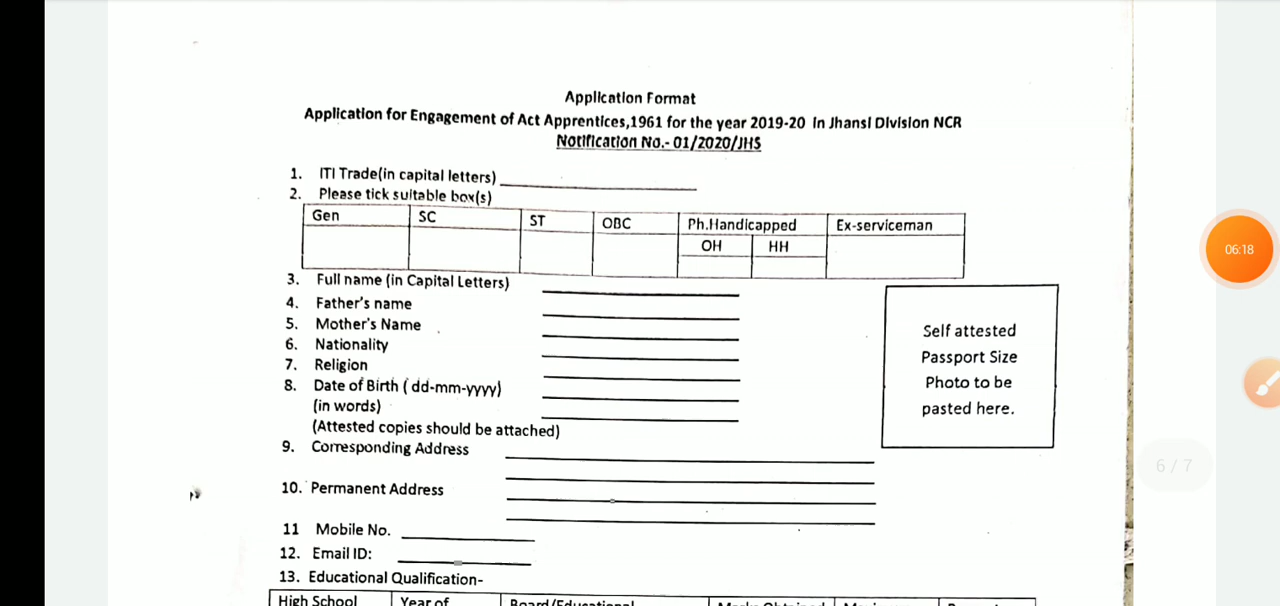 Application Format
Application for Engagement of Act Apprentices,1961 for the year 2019-20 In Jhansi Division NCR
Notification No.- 01/2020/JHS
1. ITI Trade(in capital letters)
2. Please tick suitable box(s)
Gen SC ST OBC Ph.Handicapped Ex-serviceman
OH HH
3. Full name (in Capital Letters)
4. Father's name
5. Mother's Name
6. Nationality
7. Religion
8. Date of Birth ( dd-mm-yyyy)
(in words)
(Attested copies should be attached)
Self attested
Passport Size
Photo to be
pasted here.
9. Corresponding Address
10. Permanent Address
11 Mobile No.
12. Email ID:
13. Educational Qualification-
High School Year of Board/Educational
06:18
6 / 7